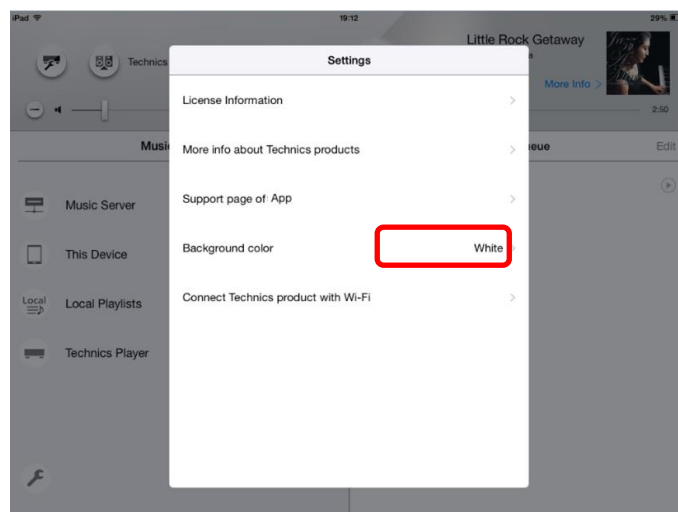 iPad 19:12 29%
Little Rock Getaway
Technics
More Info >
2:50
Settings
License Information
More info about Technics products
Support page of App
Background color White
Connect Technics product with Wi-Fi
Edit
Music Server
This Device
Local Local Playlists
Technics Player